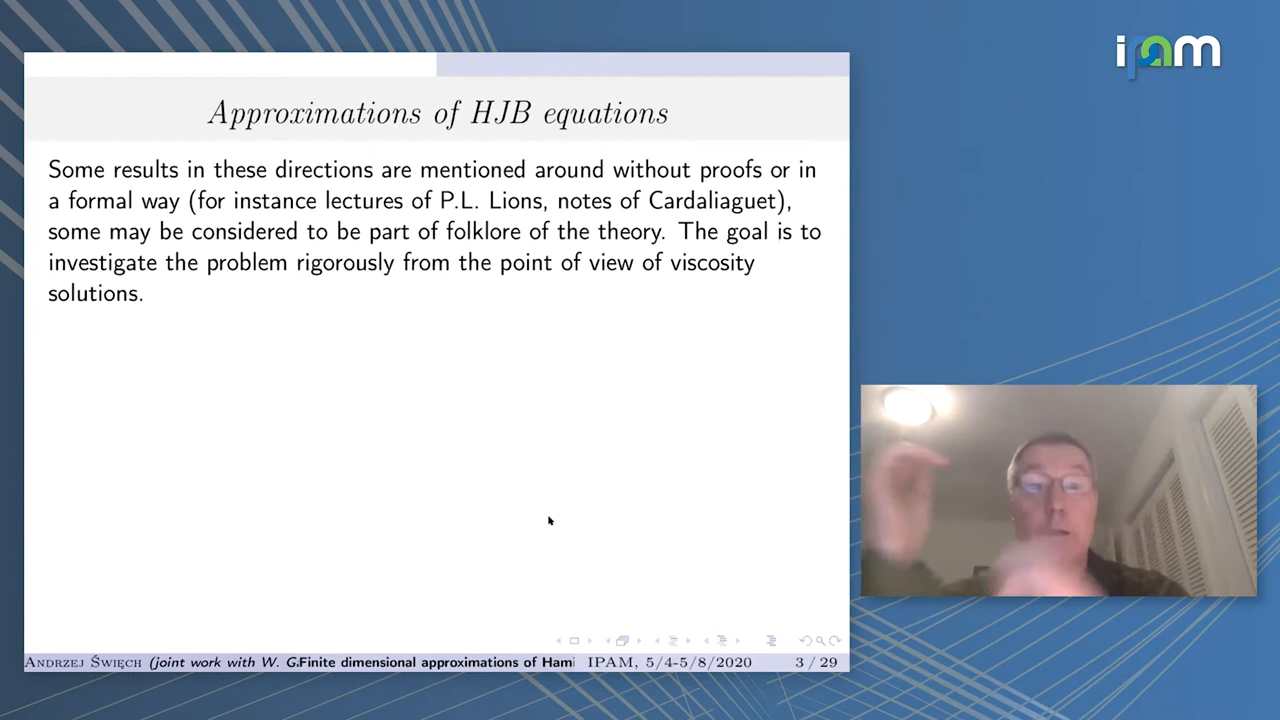 ipam
Approximations of HJB equations
Some results in these directions are mentioned around without proofs or in
a formal way (for instance lectures of P.L. Lions, notes of Cardaliaguet),
some may be considered to be part of folklore of the theory. The goal is to
investigate the problem rigorously from the point of view of viscosity
solutions.
Andrzej Święch (joint work with W. G.Finite dimensional approximations of Hami IPAM, 5/4-5/8/2020 3 / 29